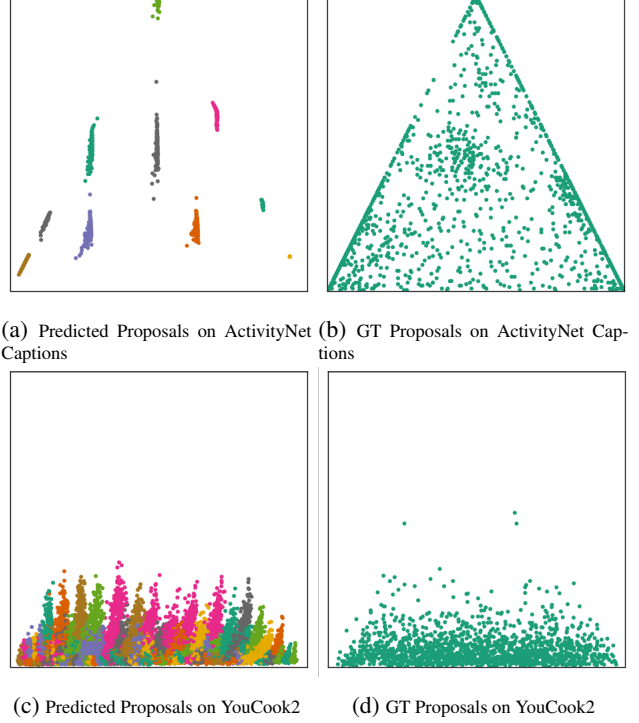 (a) Predicted Proposals on ActivityNet Captions
(b) GT Proposals on ActivityNet Cap-
tions
(c) Predicted Proposals on YouCook2
(d) GT Proposals on YouCook2